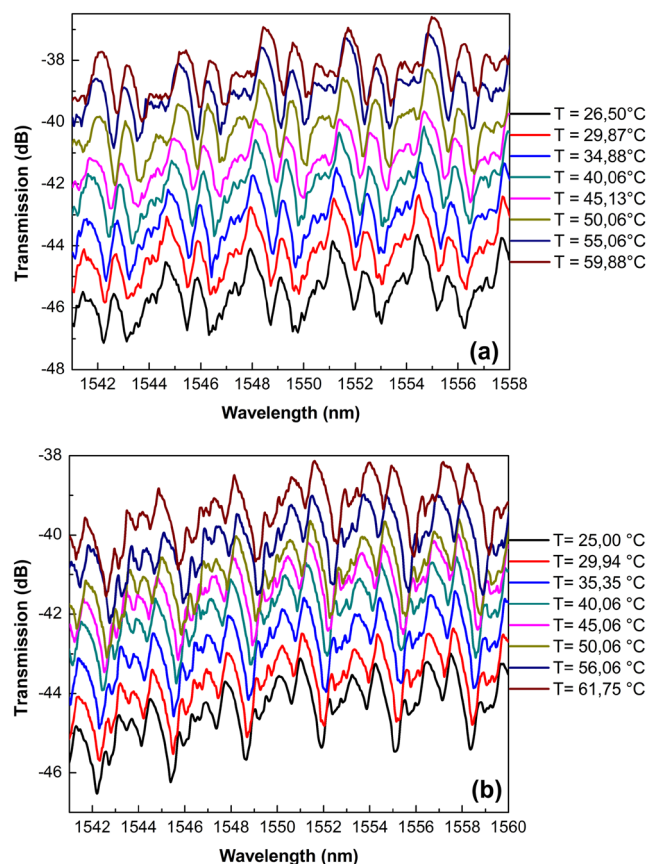 -38
-40
-42
-44
-46
-48
Transmission (dB)
1542 1544 1546 1548 1550 1552 1554 1556 1558
Wavelength (nm)
(a)
T = 26,50°C
T = 29,87°C
T = 34,88°C
T = 40,06°C
T = 45,13°C
T = 50,06°C
T = 55,06°C
T = 59,88°C
-38
-40
-42
-44
-46
Transmission (dB)
1542 1544 1546 1548 1550 1552 1554 1556 1558 1560
Wavelength (nm)
(b)
T= 25,00 °C
T= 29,94 °C
T= 35,35 °C
T= 40,06 °C
T= 45,06 °C
T= 50,06 °C
T= 56,06 °C
T= 61.75 °C